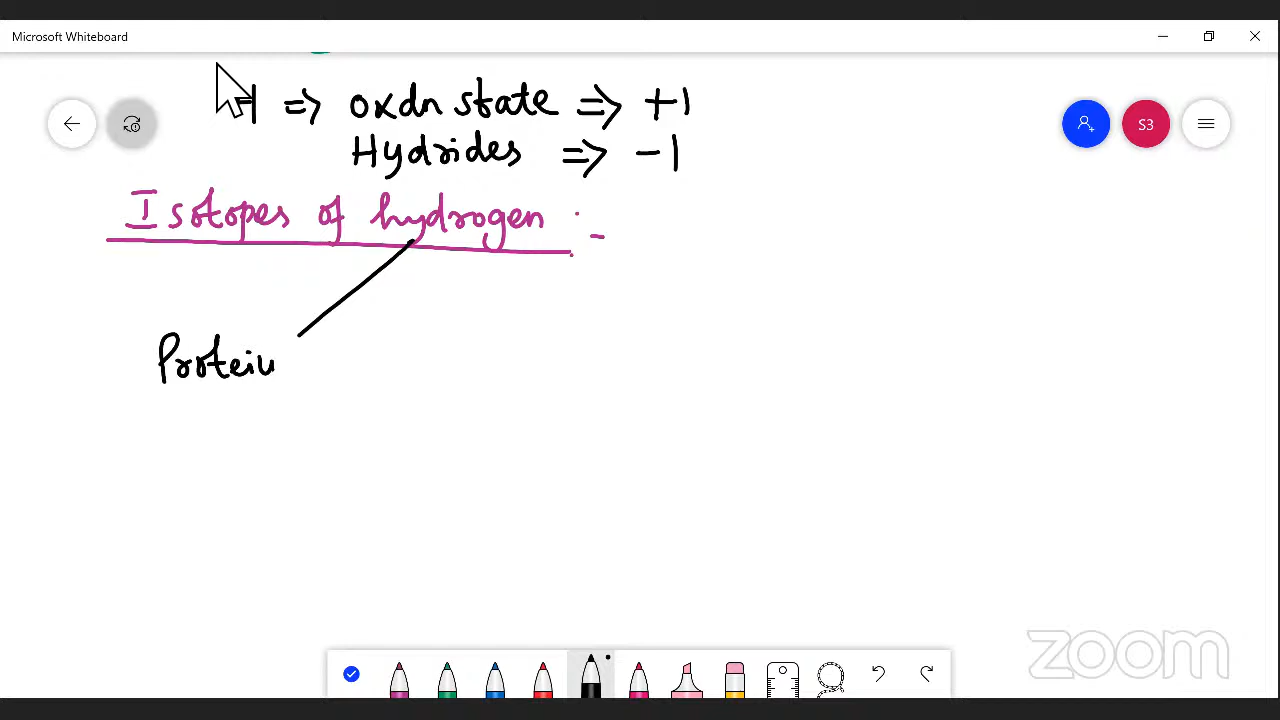 Microsoft Whiteboard
H => oxdn state => +1
S3
Hydrides => -1
Isotopes of hydrogen :-
Protein
zoom